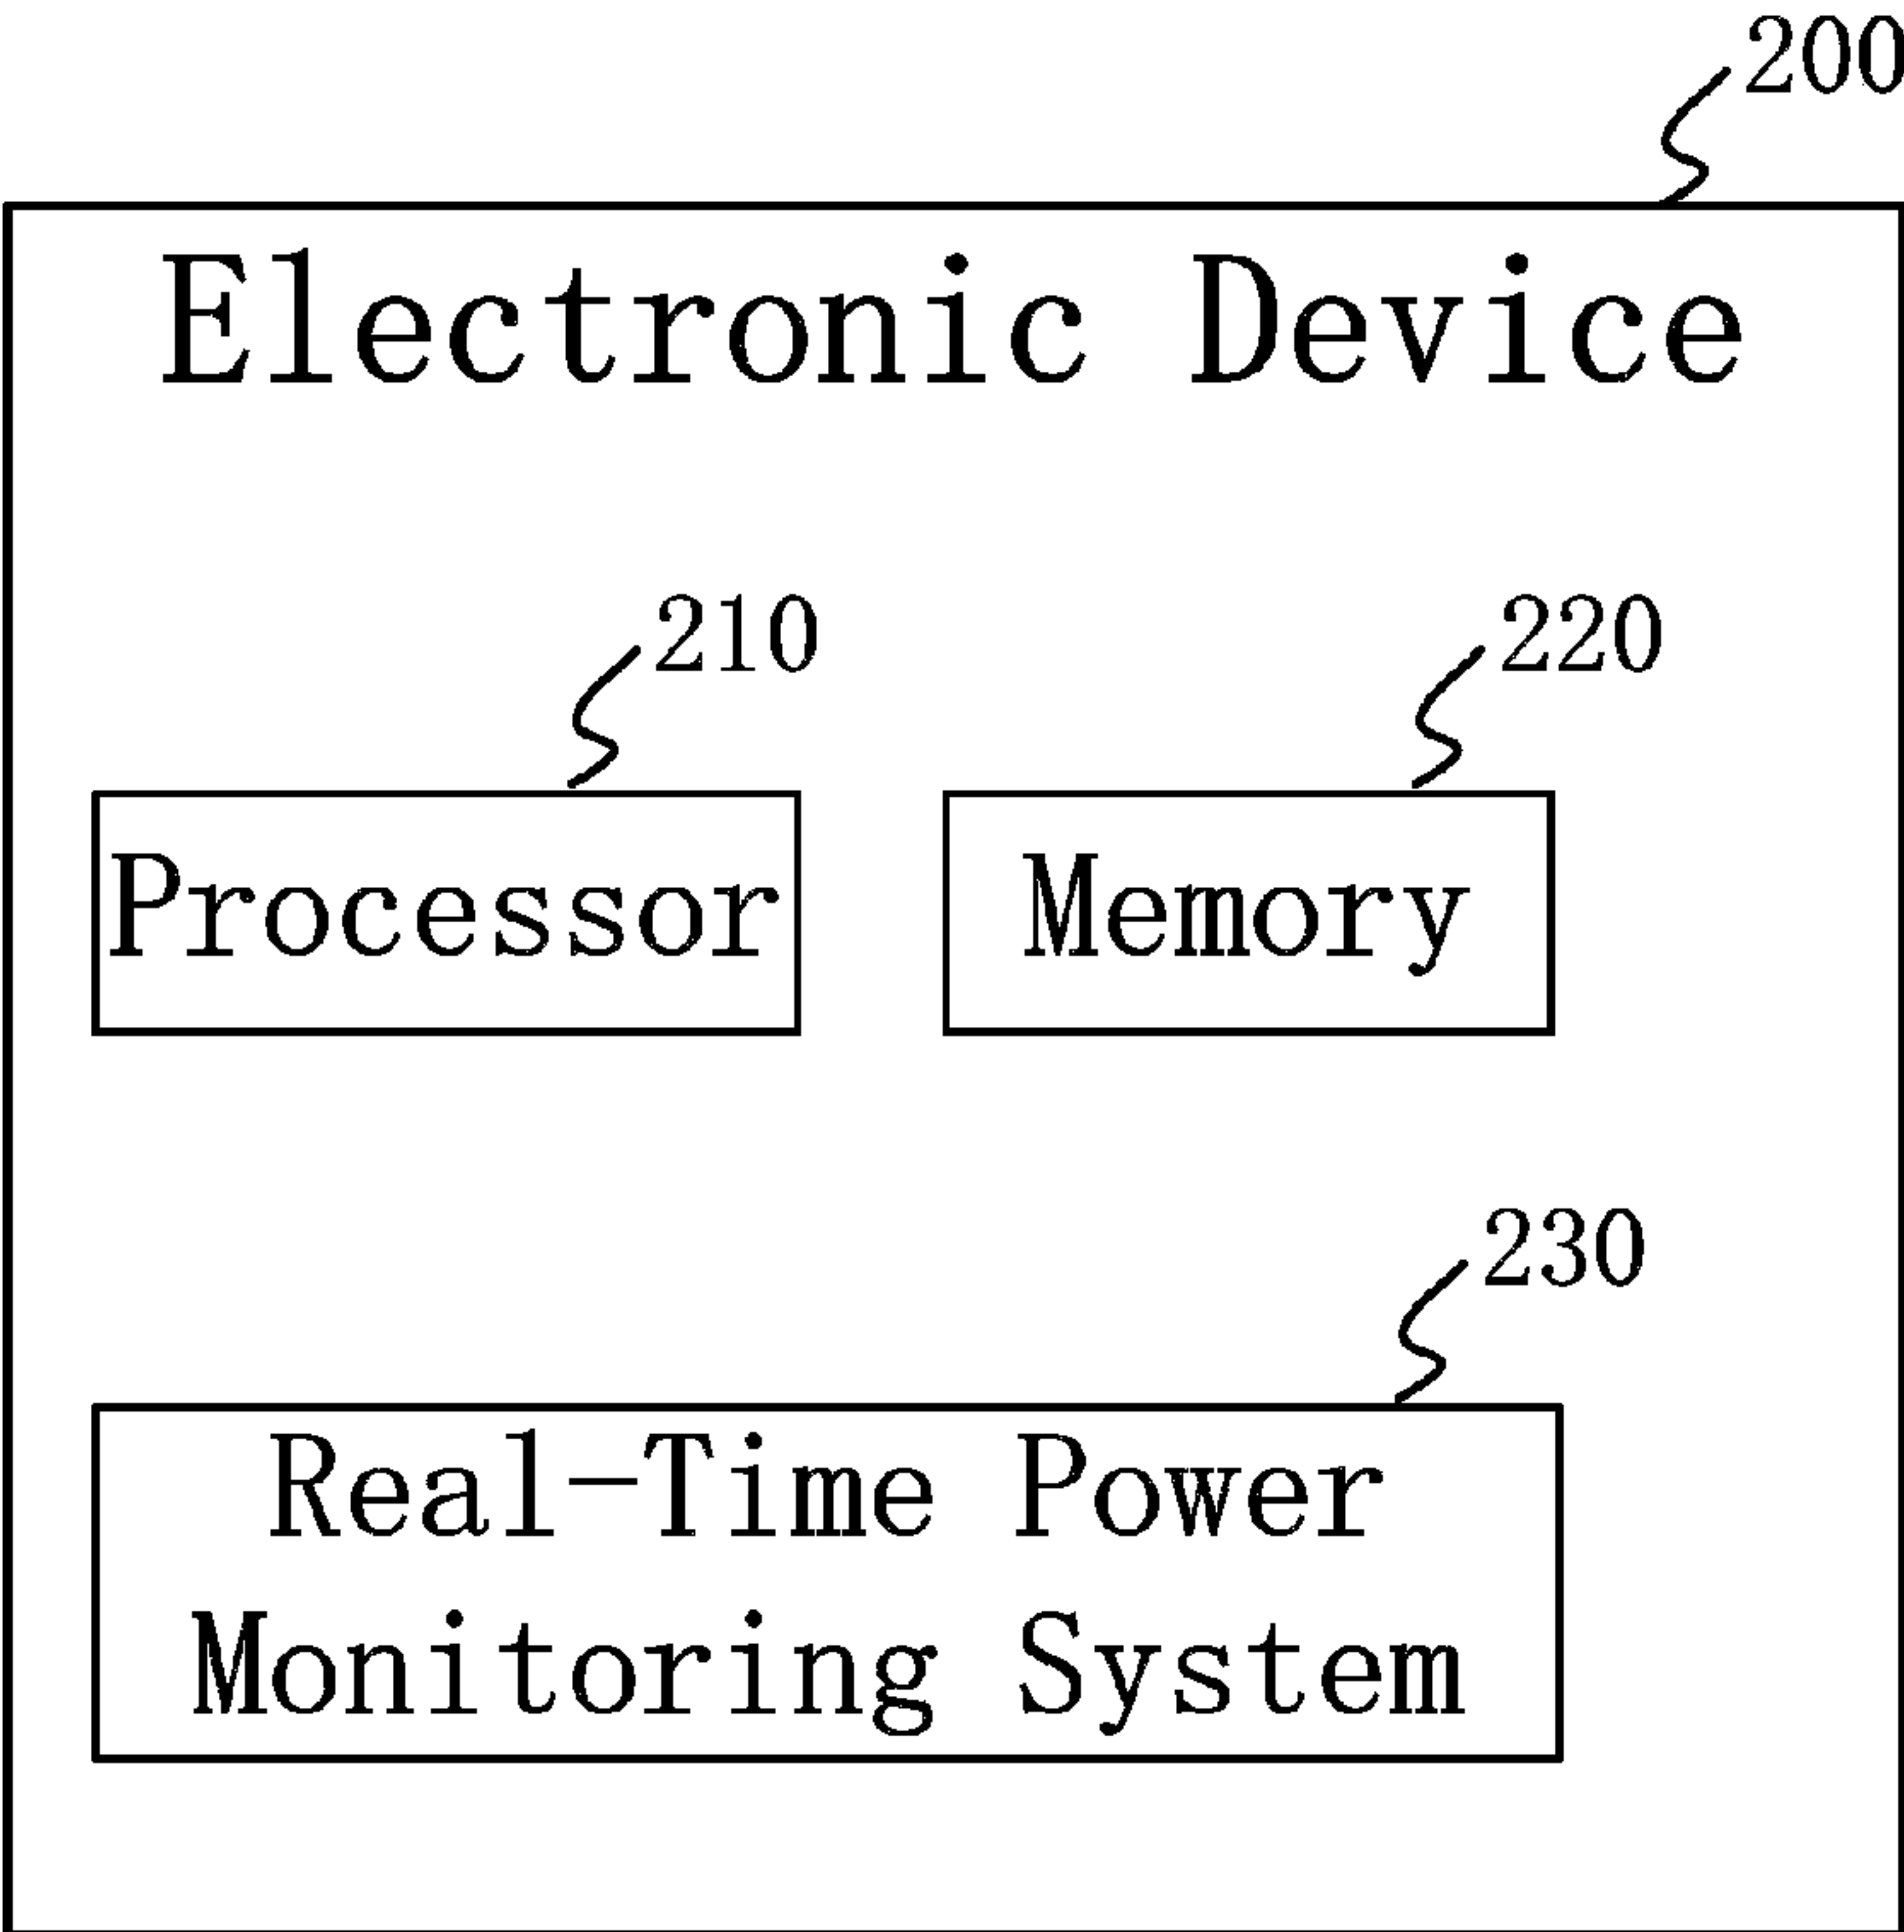 200
Electronic Device
210
220
Processor
Memory
230
Real-Time Power
Monitoring System